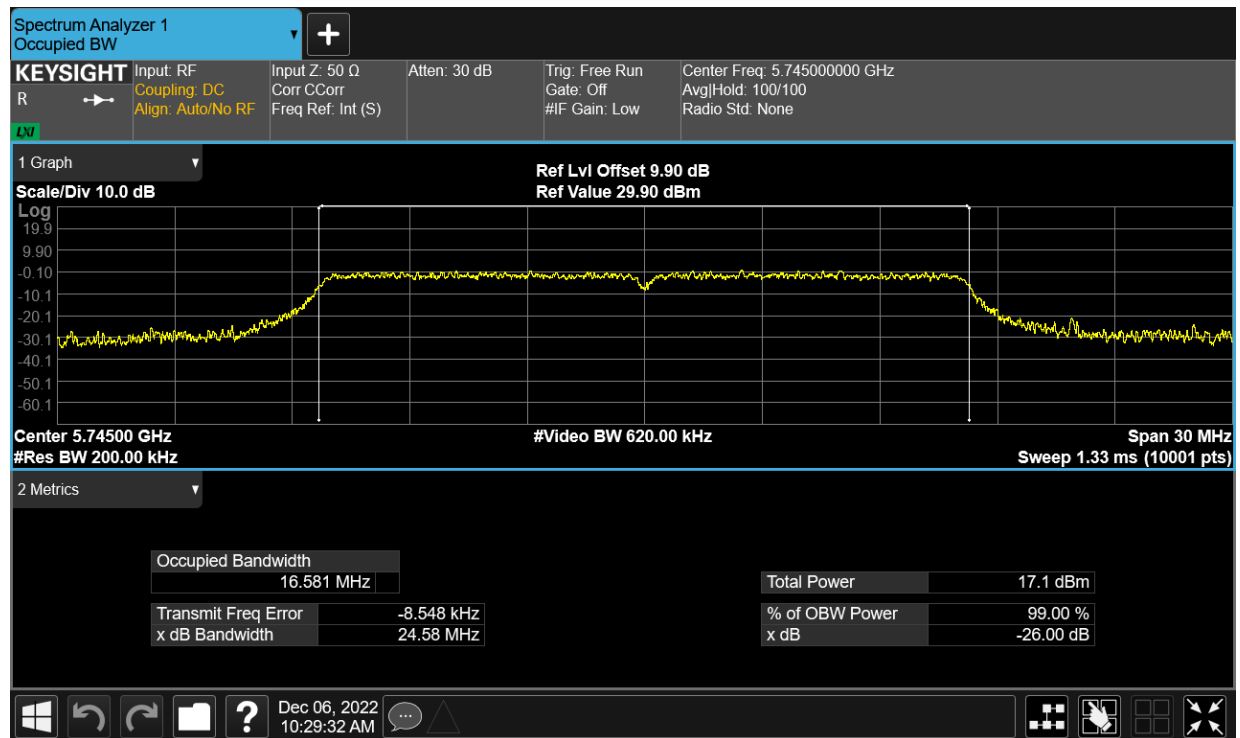 Spectrum Analyzer 1
Occupied BW
KEYSIGHT
R
LXI
Input: RF
Coupling: DC
Align: Auto/No RF
Input Z: 50 Ω
Corr CCorr
Freq Ref: Int (S)
Atten: 30 dB
Trig: Free Run
Gate: Off
#IF Gain: Low
Center Freq: 5.745000000 GHz
Avg|Hold: 100/100
Radio Std: None
1 Graph
Scale/Div 10.0 dB
Ref Lvl Offset 9.90 dB
Ref Value 29.90 dBm
Log
19.9
9.90
-0.10
-10.1
-20.1
-30.1
-40.1
-50.1
-60.1
Center 5.74500 GHz
#Res BW 200.00 kHz
#Video BW 620.00 kHz
Span 30 MHz
Sweep 1.33 ms (10001 pts)
2 Metrics
Occupied Bandwidth
16.581 MHz
Transmit Freq Error -8.548 kHz
x dB Bandwidth 24.58 MHz
Total Power 17.1 dBm
% of OBW Power 99.00 %
x dB -26.00 dB
?
Dec 06, 2022
10:29:32 AM